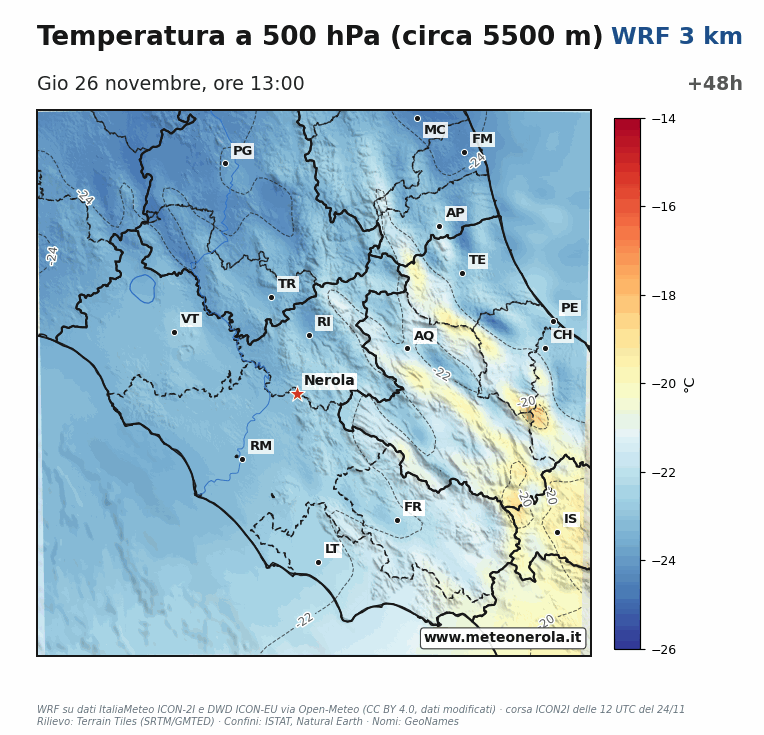 Temperatura a 500 hPa (circa 5500 m) WRF 3 km
Gio 26 novembre, ore 13:00 +48h
MC
FM
PG
-24
-24
AP
-24
TE
TR
PE
VT
RI
AQ
CH
-22
Nerola
-20
RM
-20
-20
FR
IS
LT
-22
-20
www.meteonerola.it
−14
−16
−18
−20
°C
−22
−24
−26
WRF su dati ItaliaMeteo ICON-2I e DWD ICON-EU via Open-Meteo (CC BY 4.0, dati modificati) · corsa ICON2I delle 12 UTC del 24/11
Rilievo: Terrain Tiles (SRTM/GMTED) · Confini: ISTAT, Natural Earth · Nomi: GeoNames